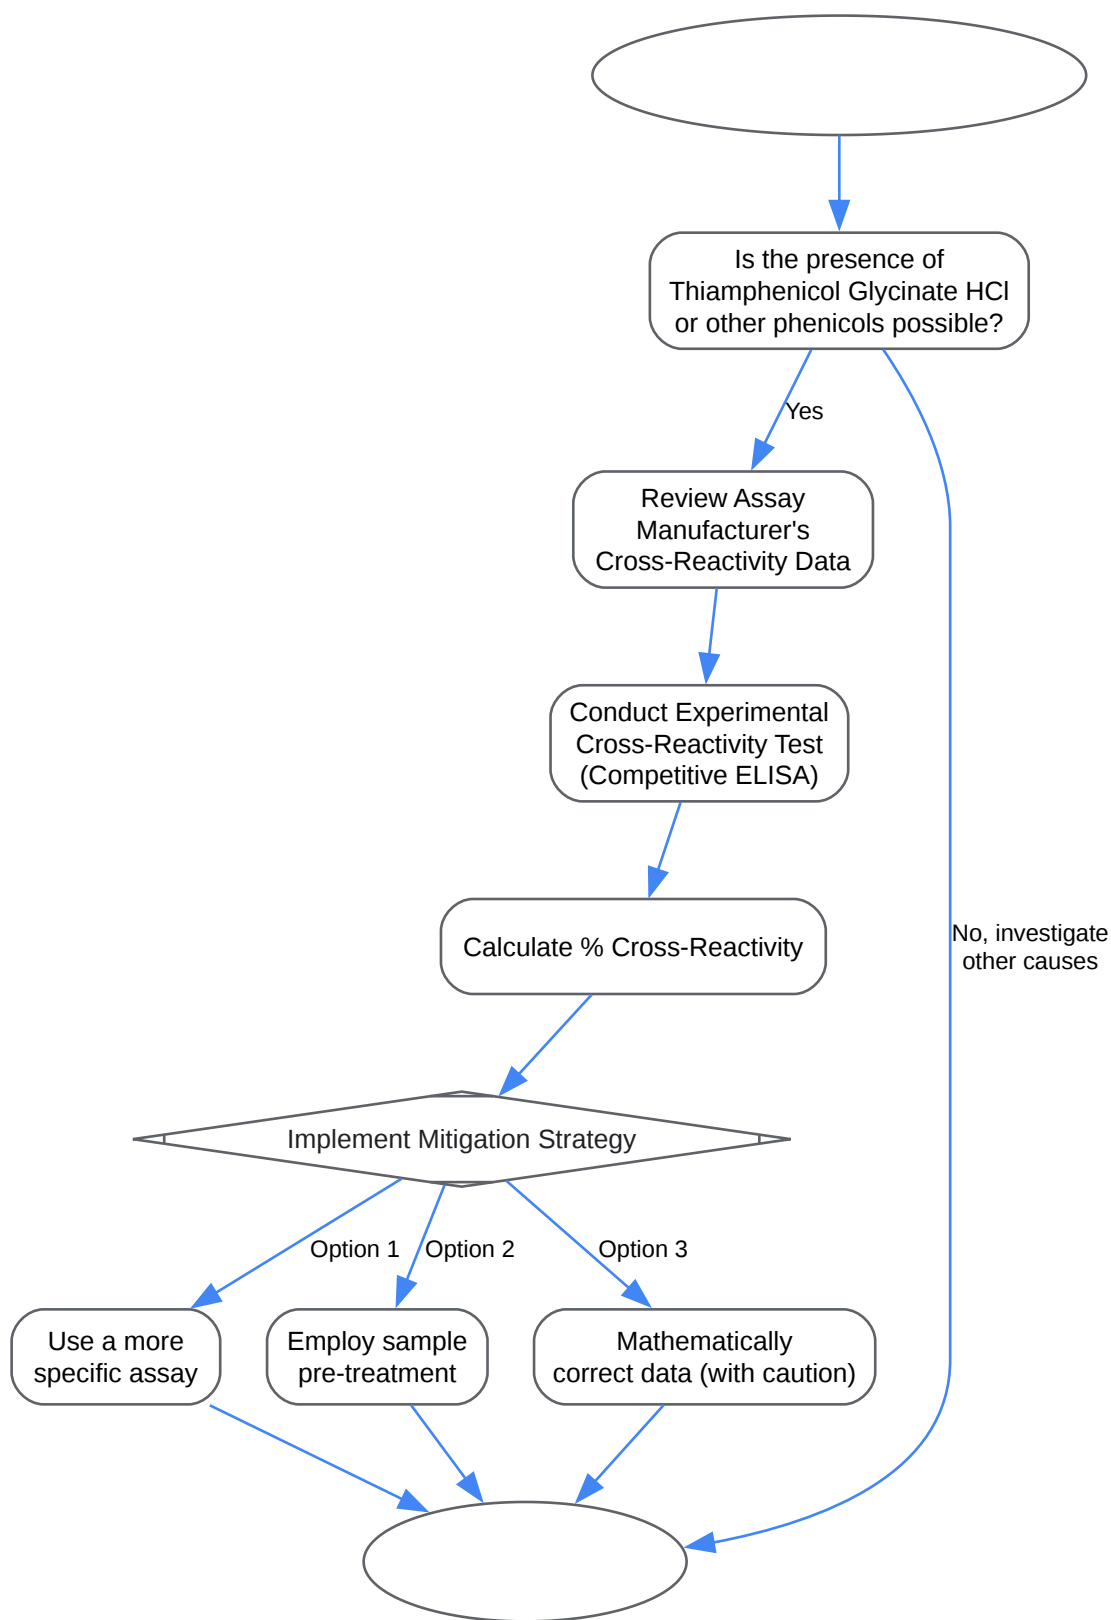 Is the presence of
Thiamphenicol Glycinate HCl
or other phenicols possible?
Yes
Review Assay
Manufacturer's
Cross-Reactivity Data
Conduct Experimental
Cross-Reactivity Test
(Competitive ELISA)
Calculate % Cross-Reactivity
No, investigate
other causes
Implement Mitigation Strategy
Option 1
Option 2
Option 3
Use a more
specific assay
Employ sample
pre-treatment
Mathematically
correct data (with caution)